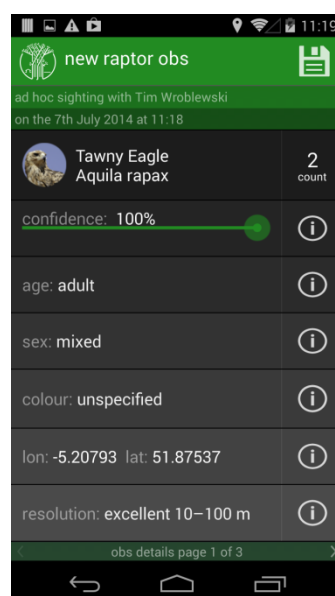 11:19
new raptor obs
ad hoc sighting with Tim Wroblewski
on the 7th July 2014 at 11:18
Tawny Eagle
Aquila rapax
2
count
confidence: 100%
age: adult
sex: mixed
colour: unspecified
lon: -5.20793 lat: 51.87537
resolution: excellent 10–100 m
obs details page 1 of 3